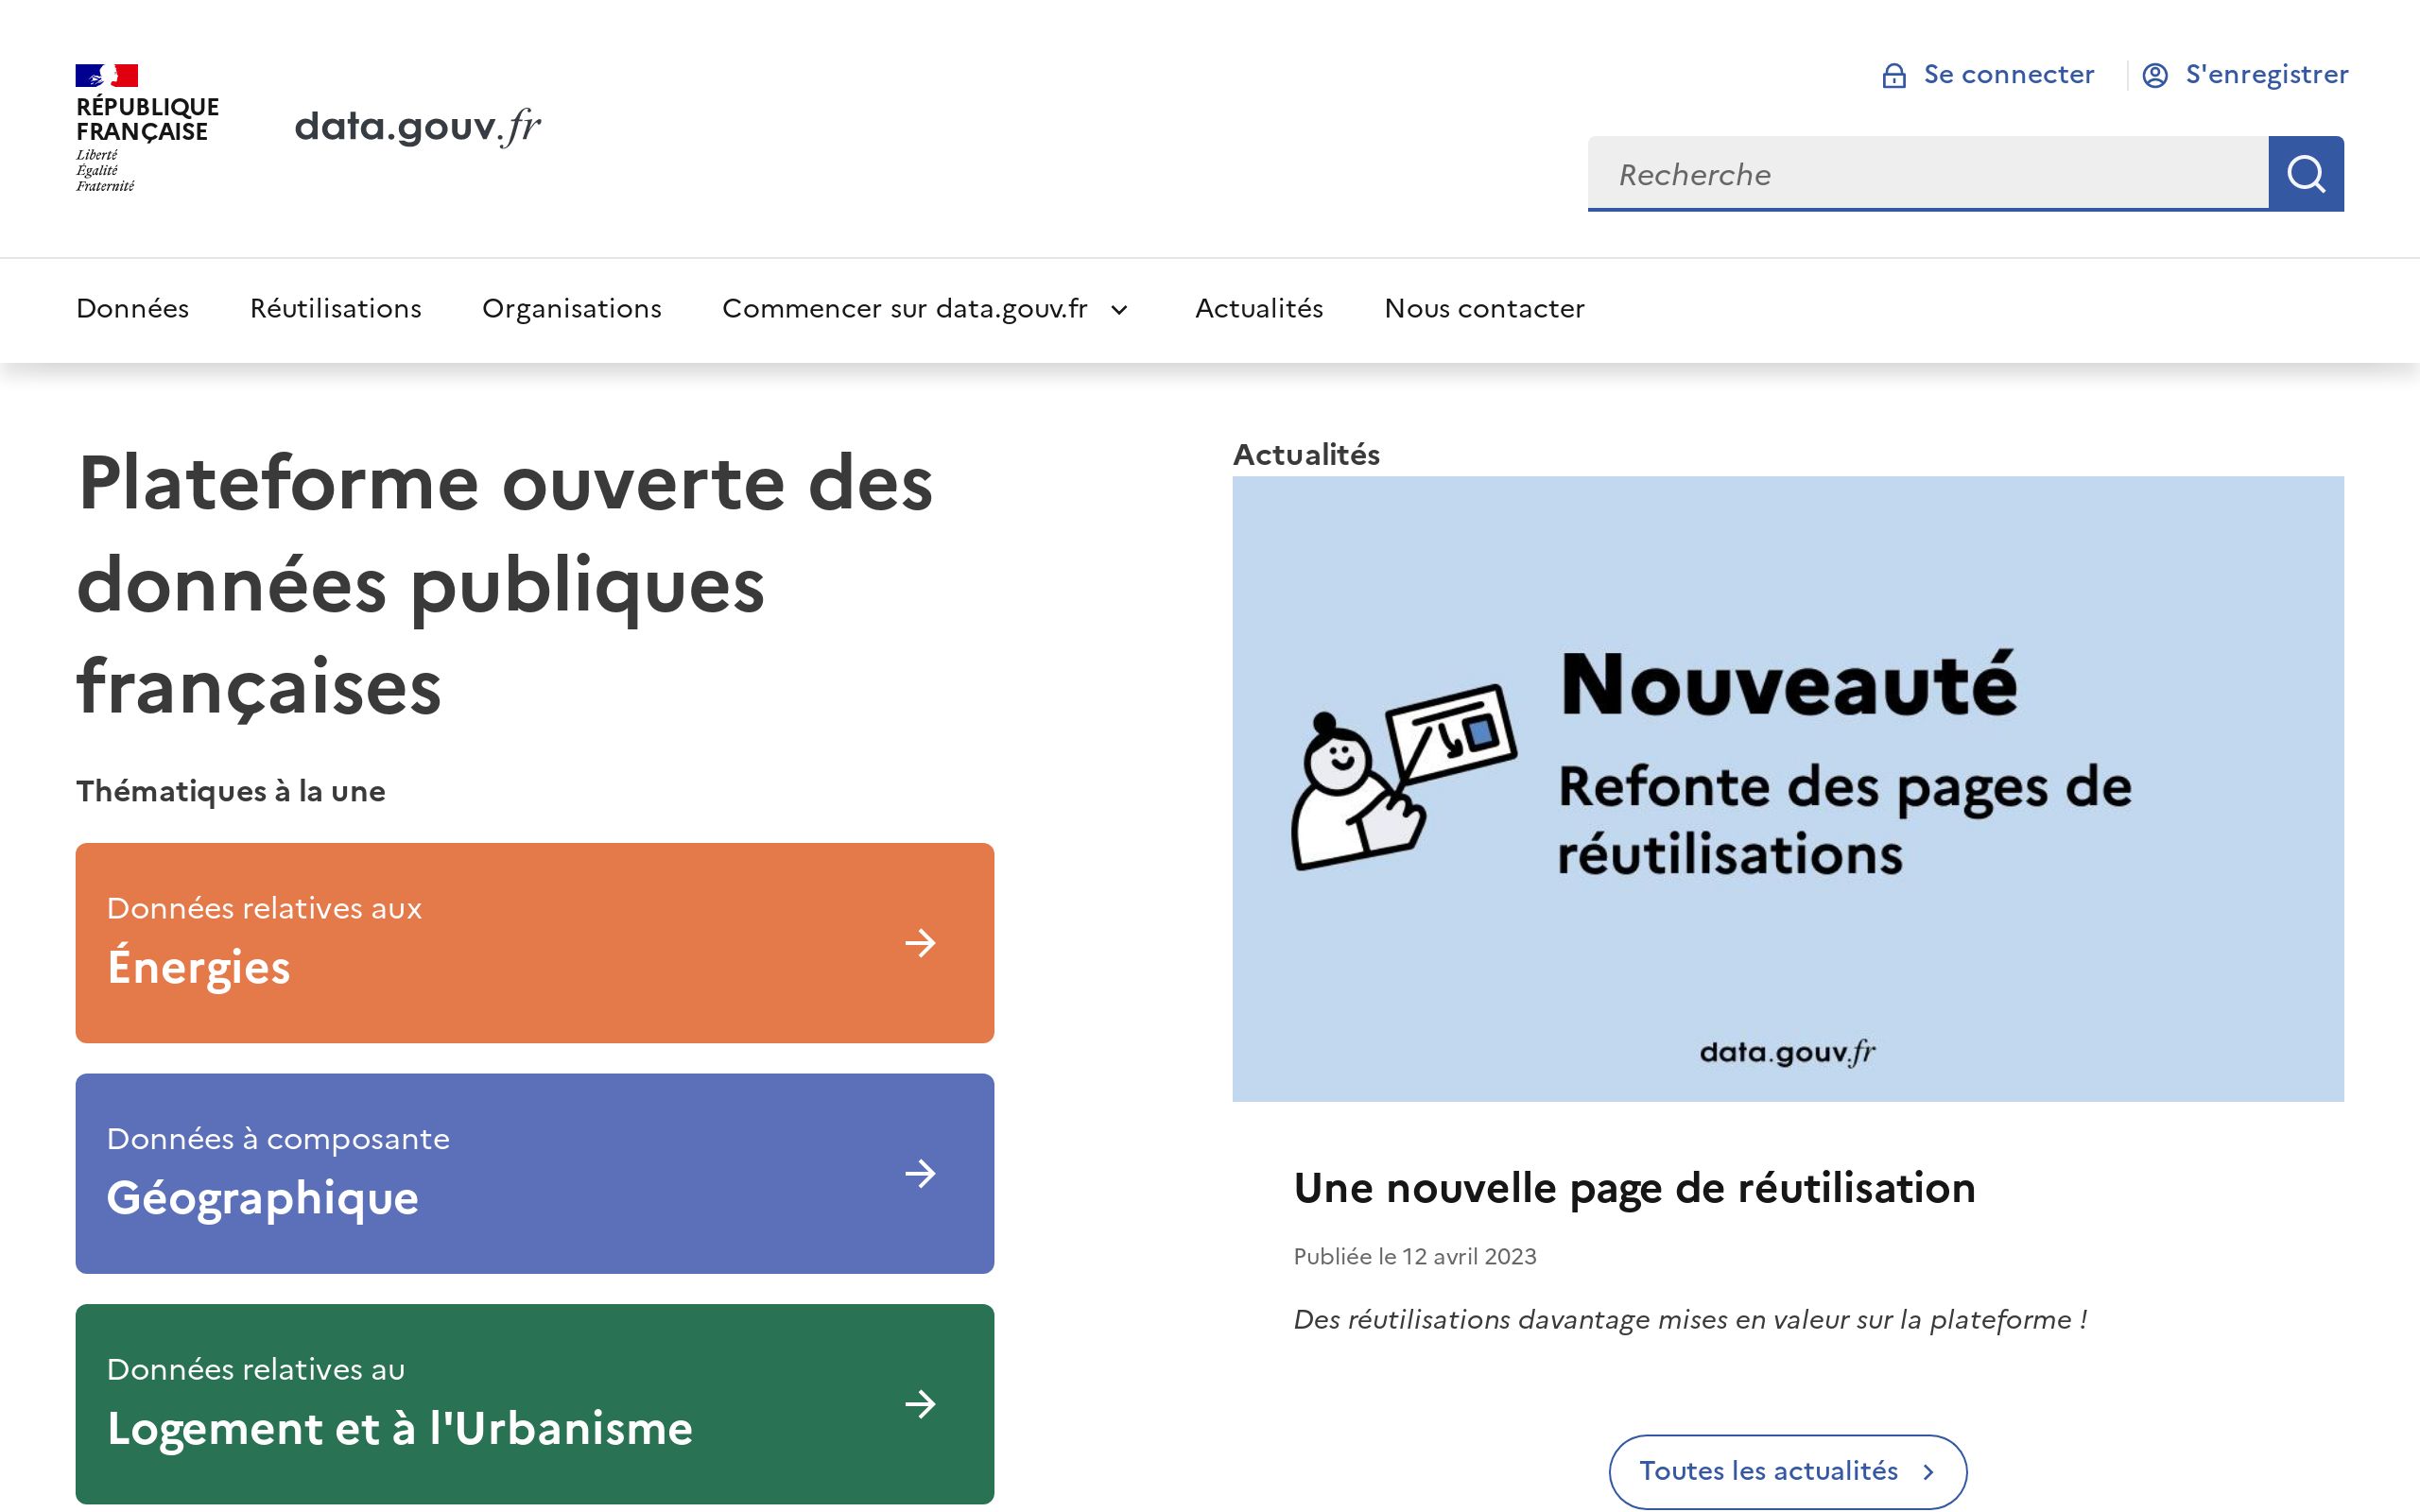 RÉPUBLIQUE
FRANÇAISE
Liberté
Égalité
Fraternité
data.gouv.fr
Se connecter
S'enregistrer
Recherche
Données
Réutilisations
Organisations
Commencer sur data.gouv.fr
Actualités
Nous contacter
Plateforme ouverte des
données publiques
françaises
Thématiques à la une
Données relatives aux
Énergies
Données à composante
Géographique
Données relatives au
Logement et à l'Urbanisme
Actualités
Nouveauté
Refonte des pages de
réutilisations
data.gouv.fr
Une nouvelle page de réutilisation
Publiée le 12 avril 2023
Des réutilisations davantage mises en valeur sur la plateforme !
Toutes les actualités